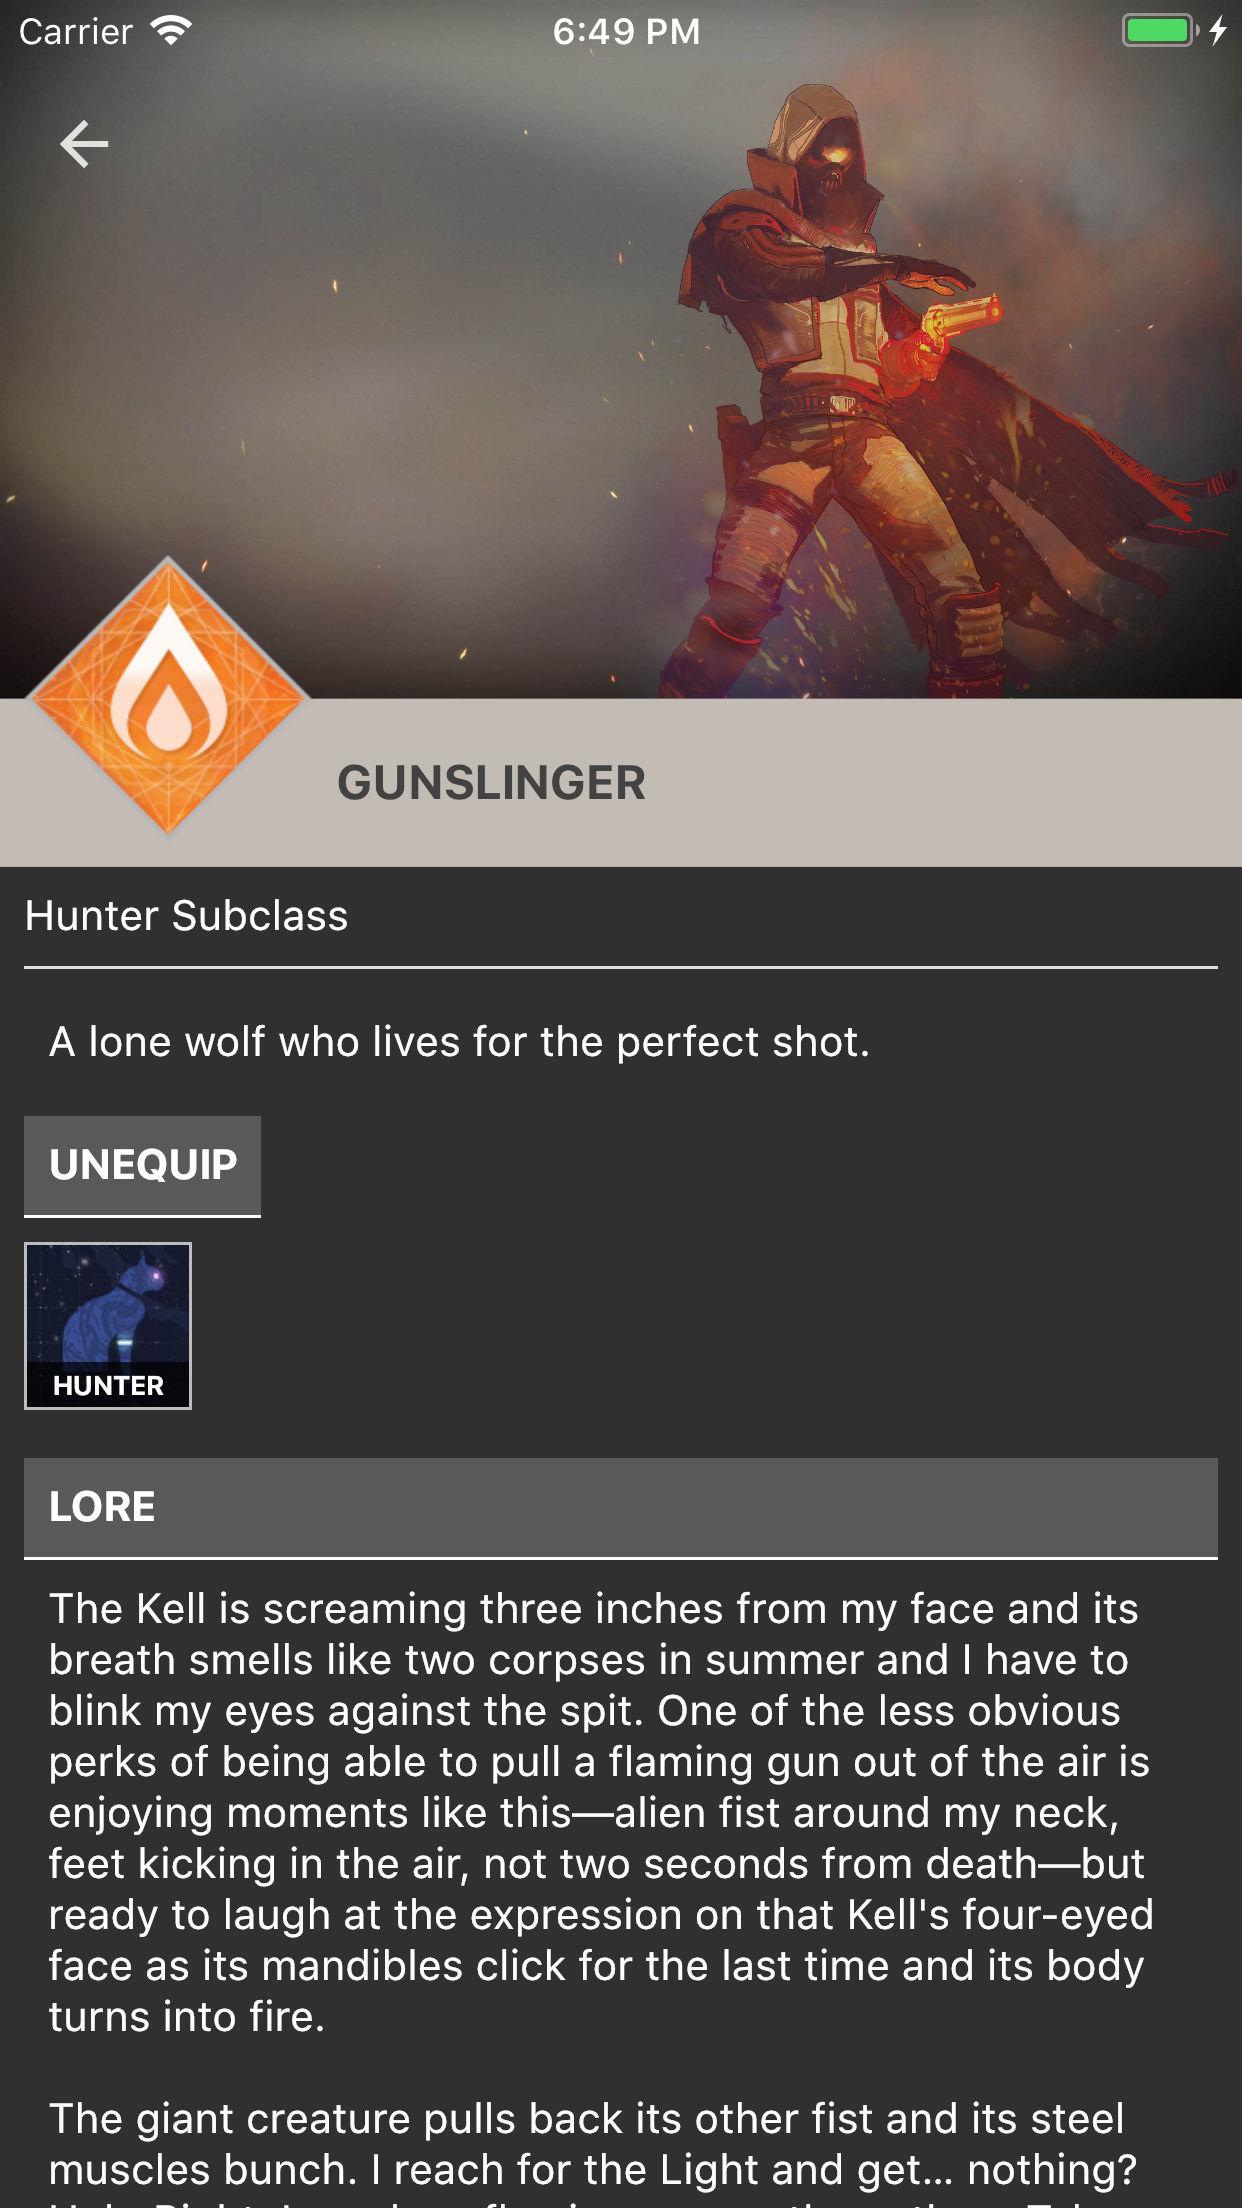 Carrier
6:49 PM
GUNSLINGER
Hunter Subclass
A lone wolf who lives for the perfect shot.
UNEQUIP
HUNTER
LORE
The Kell is screaming three inches from my face and its
breath smells like two corpses in summer and I have to
blink my eyes against the spit. One of the less obvious
perks of being able to pull a flaming gun out of the air is
enjoying moments like this—alien fist around my neck,
feet kicking in the air, not two seconds from death—but
ready to laugh at the expression on that Kell's four-eyed
face as its mandibles click for the last time and its body
turns into fire.
The giant creature pulls back its other fist and its steel
muscles bunch. I reach for the Light and get... nothing?